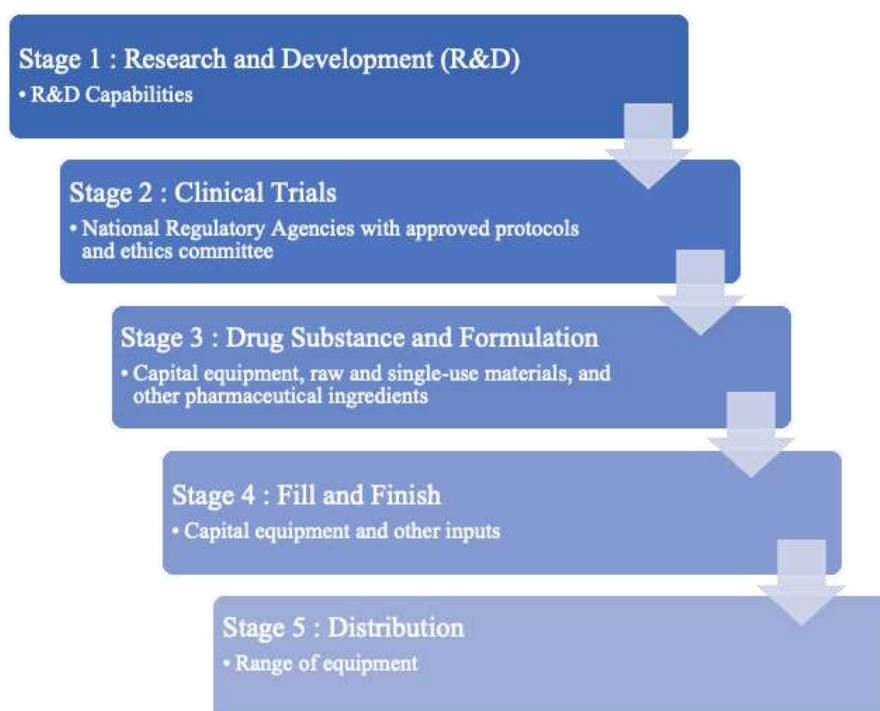 Stage 1 : Research and Development (R&D)
• R&D Capabilities
Stage 2 : Clinical Trials
• National Regulatory Agencies with approved protocols
and ethics committee
Stage 3 : Drug Substance and Formulation
• Capital equipment, raw and single-use materials, and
other pharmaceutical ingredients
Stage 4 : Fill and Finish
• Capital equipment and other inputs
Stage 5 : Distribution
• Range of equipment